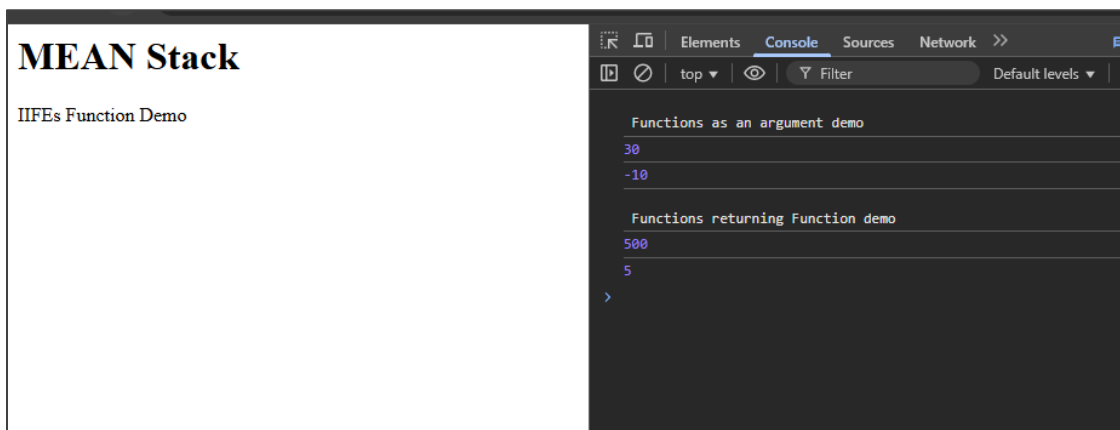 MEAN Stack
IIFEs Function Demo
Elements Console Sources Network
top ▼ Filter Default levels ▼
Functions as an argument demo
30
-10
Functions returning Function demo
500
5